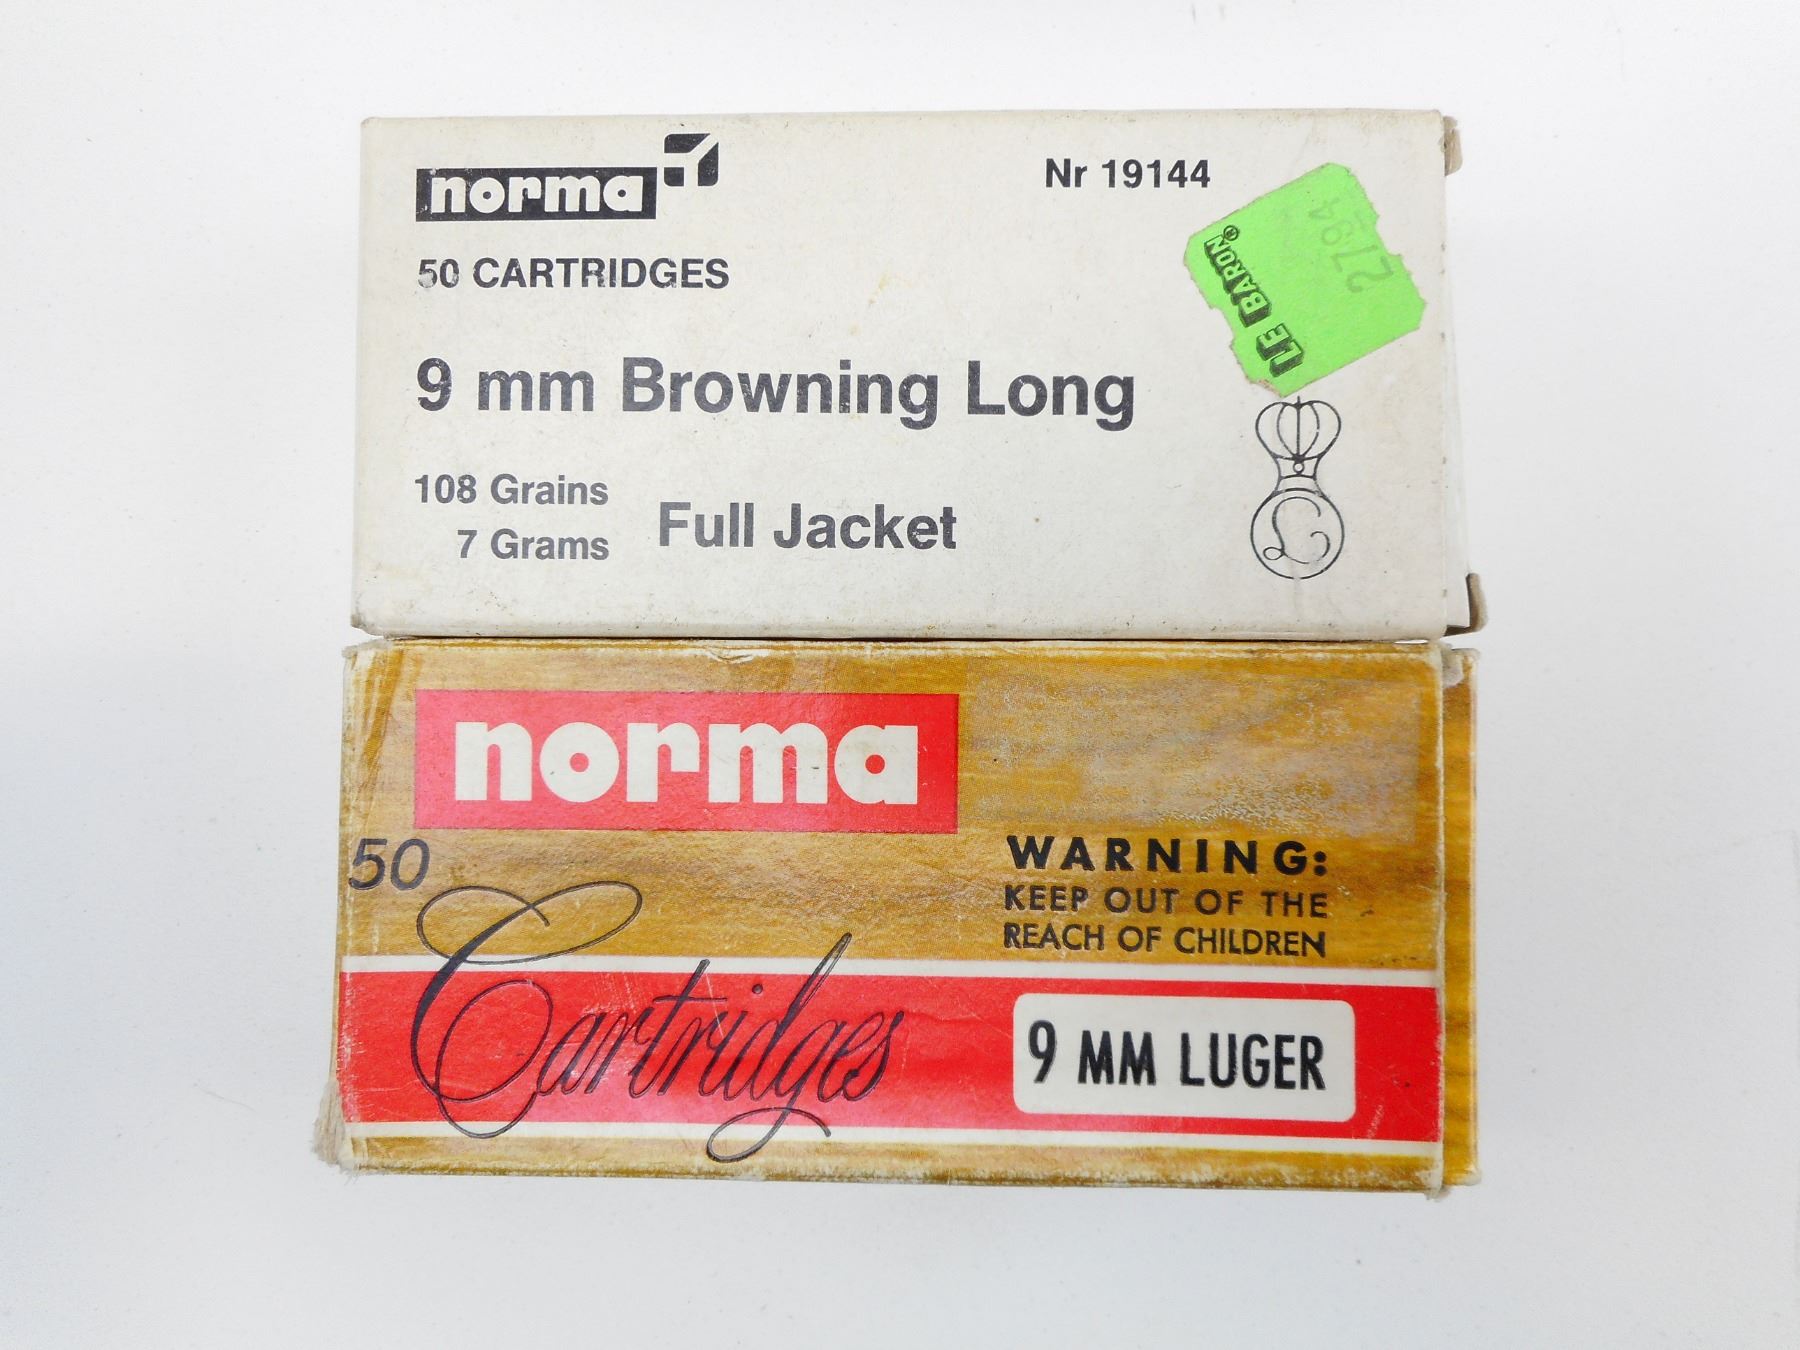 norma
Nr 19144
50 CARTRIDGES
LE BARON®
27.94
9 mm Browning Long
108 Grains
7 Grams
Full Jacket
L
norma
50
Cartridges
WARNING:
KEEP OUT OF THE
REACH OF CHILDREN
9 MM LUGER